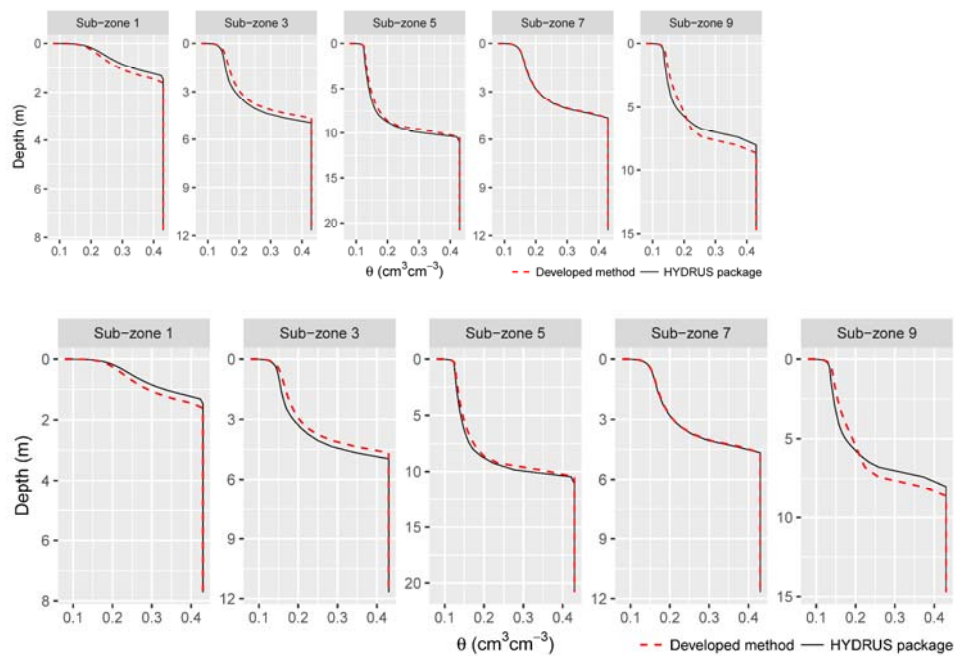 Sub-zone 1 Sub-zone 3 Sub-zone 5 Sub-zone 7 Sub-zone 9
Depth (m)
0 2 4 6 8
0 3 6 9 12
0 5 10 15 20
0 3 6 9 12
0 5 10 15
0.1 0.2 0.3 0.4 0.1 0.2 0.3 0.4 0.1 0.2 0.3 0.4 0.1 0.2 0.3 0.4 0.1 0.2 0.3 0.4
θ (cm³cm⁻³)
Developed method HYDRUS package
Sub-zone 1 Sub-zone 3 Sub-zone 5 Sub-zone 7 Sub-zone 9
Depth (m)
0 2 4 6 8
0 3 6 9 12
0 5 10 15 20
0 3 6 9 12
0 5 10 15
0.1 0.2 0.3 0.4 0.1 0.2 0.3 0.4 0.1 0.2 0.3 0.4 0.1 0.2 0.3 0.4 0.1 0.2 0.3 0.4
θ (cm³cm⁻³)
Developed method HYDRUS package